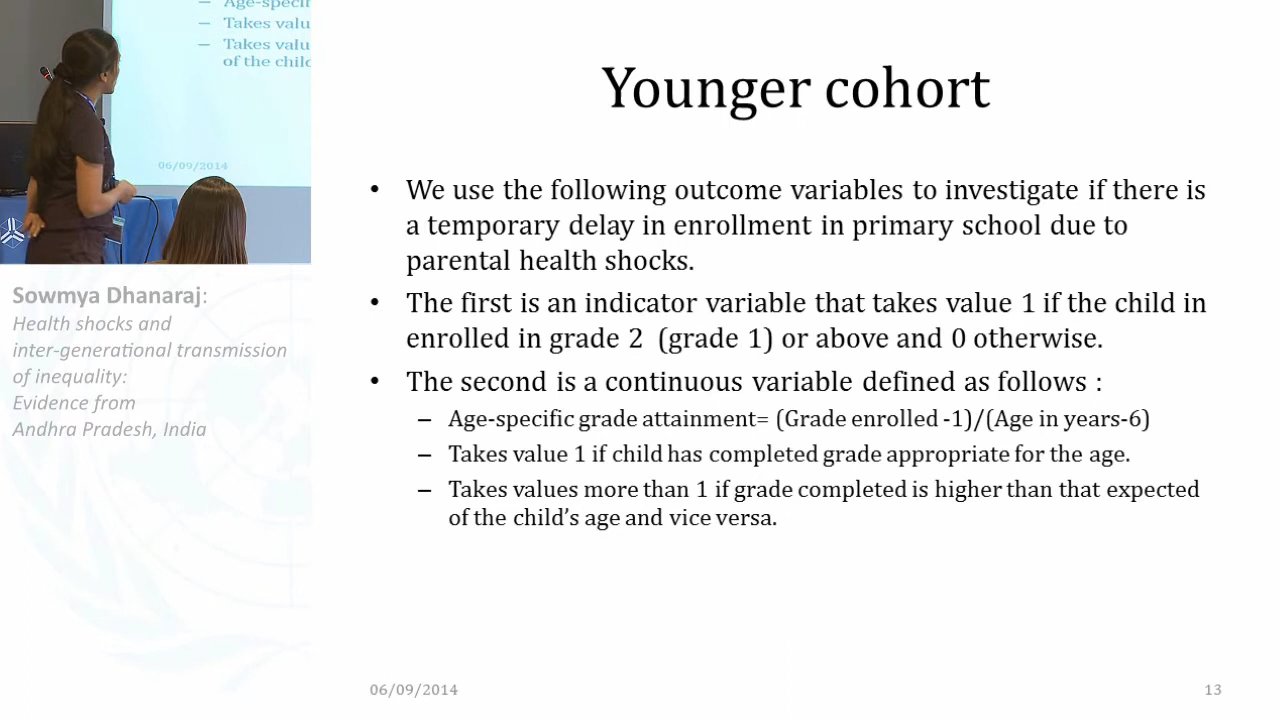 Age-specif
– Takes valu
– Takes valu
of the chilc
06/09/2014
Sowmya Dhanaraj:
Health shocks and
inter-generational transmission
of inequality:
Evidence from
Andhra Pradesh, India
Younger cohort
• We use the following outcome variables to investigate if there is
a temporary delay in enrollment in primary school due to
parental health shocks.
• The first is an indicator variable that takes value 1 if the child in
enrolled in grade 2 (grade 1) or above and 0 otherwise.
• The second is a continuous variable defined as follows :
– Age-specific grade attainment= (Grade enrolled -1)/(Age in years-6)
– Takes value 1 if child has completed grade appropriate for the age.
– Takes values more than 1 if grade completed is higher than that expected
of the child's age and vice versa.
06/09/2014
13